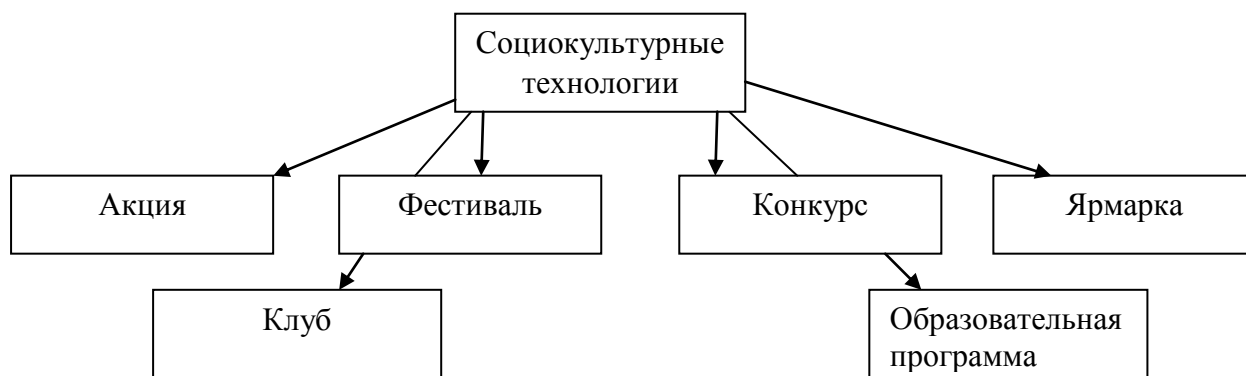 Социокультурные
технологии
Акция
Фестиваль
Конкурс
Ярмарка
Клуб
Образовательная
программа